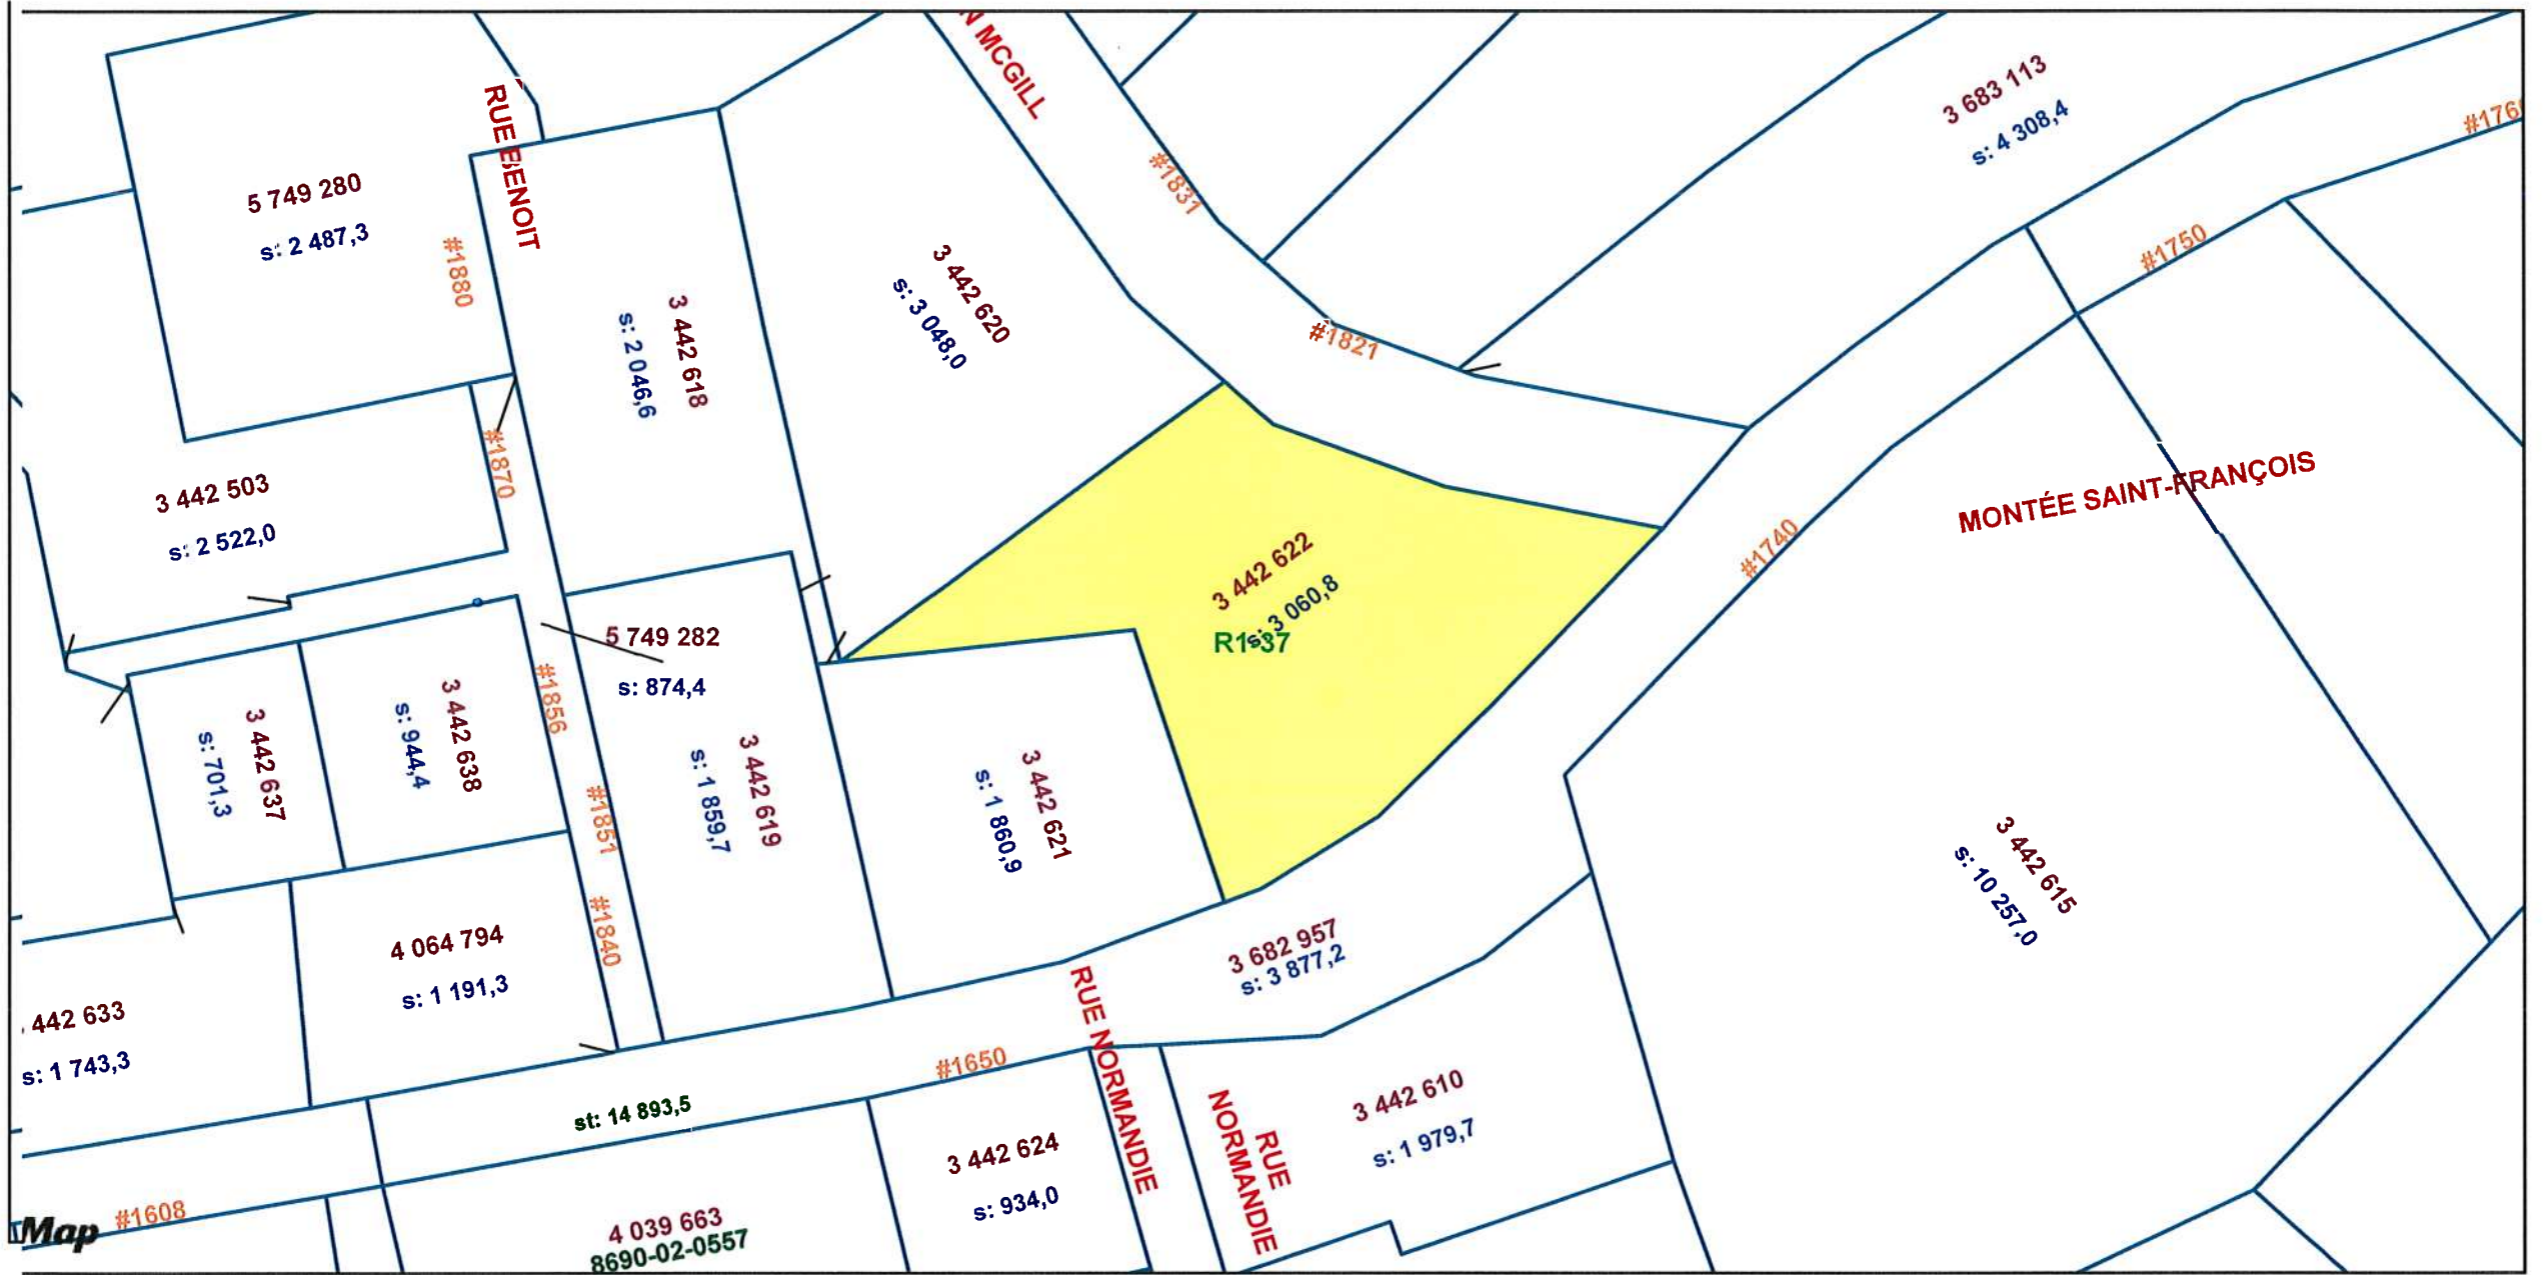 N MCGILL
3 683 113
s: 4 308,4
#176
RUE BENOIT
5 749 280
s: 2 487,3
#1831
#1880
#1750
3 442 620
s: 3 048,0
3 442 618
s: 2 046,6
#1821
#1870
3 442 503
s: 2 522,0
MONTÉE SAINT-FRANÇOIS
#1740
3 442 622
s: 3 060,8
R1-37
5 749 282
s: 874,4
#1856
3 442 637
s: 701,3
3 442 638
s: 944,4
#1851
3 442 619
s: 1 859,7
3 442 621
s: 1 860,9
3 442 615
s: 10 257,0
#1840
4 064 794
s: 1 191,3
3 682 957
s: 3 877,2
442 633
s: 1 743,3
RUE NORMANDIE
#1650
st: 14 893,5
RUE
NORMANDIE
3 442 610
s: 1 979,7
3 442 624
s: 934,0
#1608
Map
4 039 663
8690-02-0557